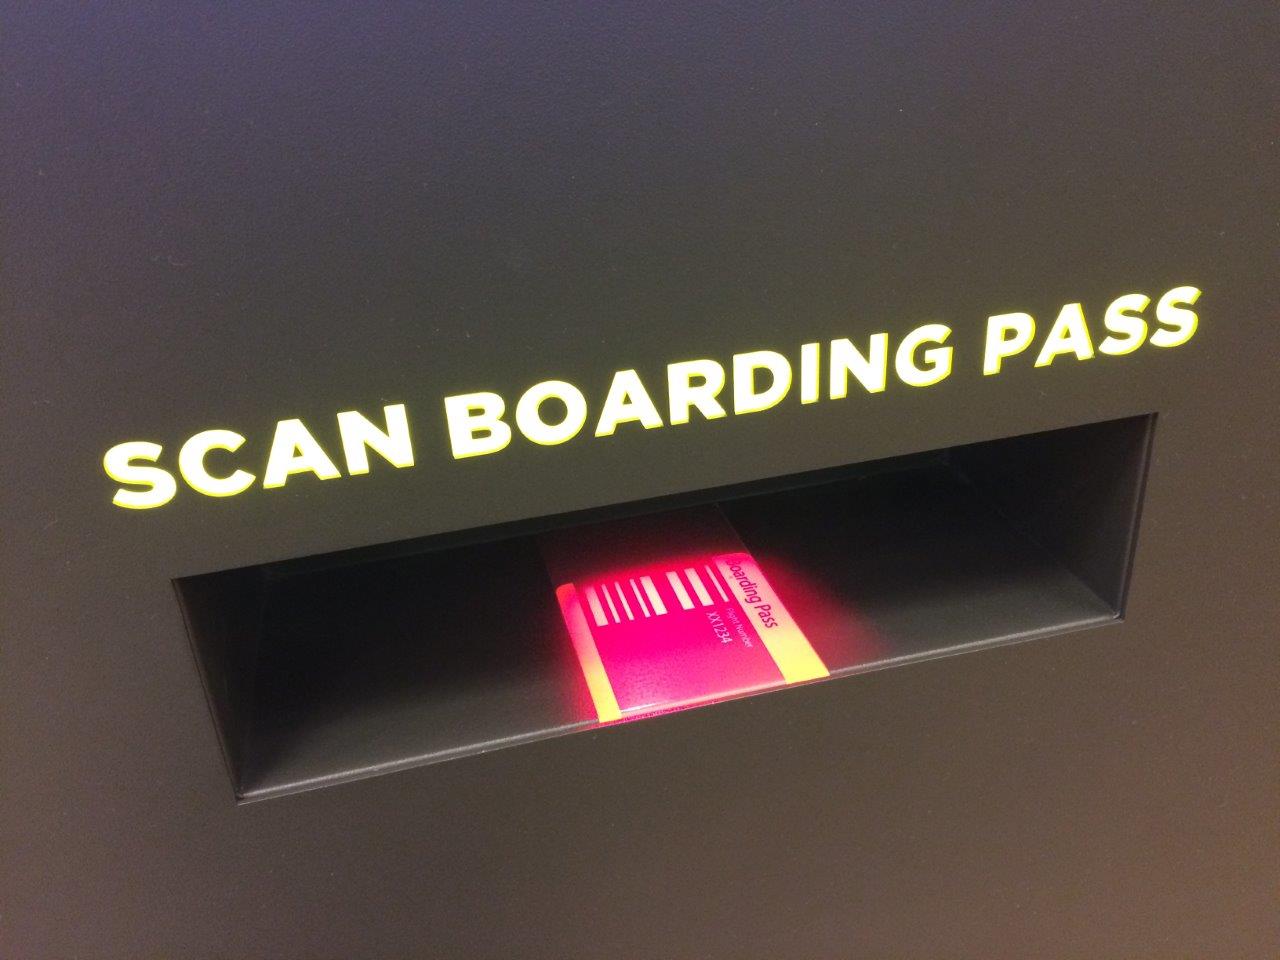 SCAN BOARDING PASS
Boarding Pass
Flight Number
XX1234